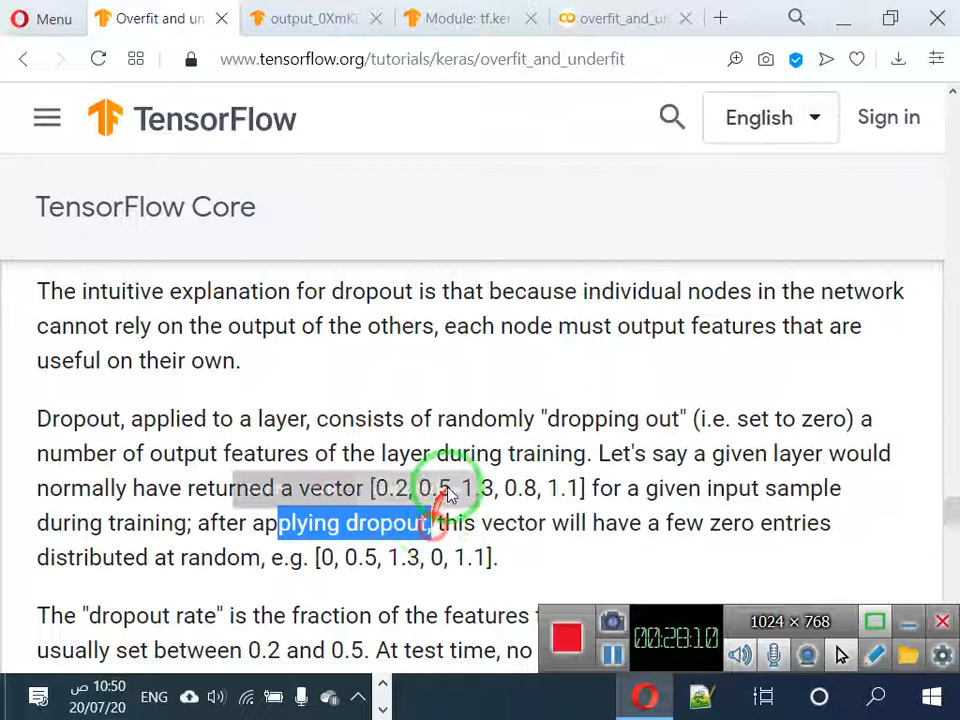 Menu
Overfit and un
output_0XmKD
Module: tf.ker
overfit_and_un
www.tensorflow.org/tutorials/keras/overfit_and_underfit
TensorFlow
English
Sign in
TensorFlow Core
The intuitive explanation for dropout is that because individual nodes in the network
cannot rely on the output of the others, each node must output features that are
useful on their own.
Dropout, applied to a layer, consists of randomly "dropping out" (i.e. set to zero) a
number of output features of the layer during training. Let's say a given layer would
normally have returned a vector [0.2, 0.5, 1.3, 0.8, 1.1] for a given input sample
during training; after applying dropout, this vector will have a few zero entries
distributed at random, e.g. [0, 0.5, 1.3, 0, 1.1].
The "dropout rate" is the fraction of the features
usually set between 0.2 and 0.5. At test time, no
00:28:10
1024 × 768
10:50 ص
20/07/20
ENG